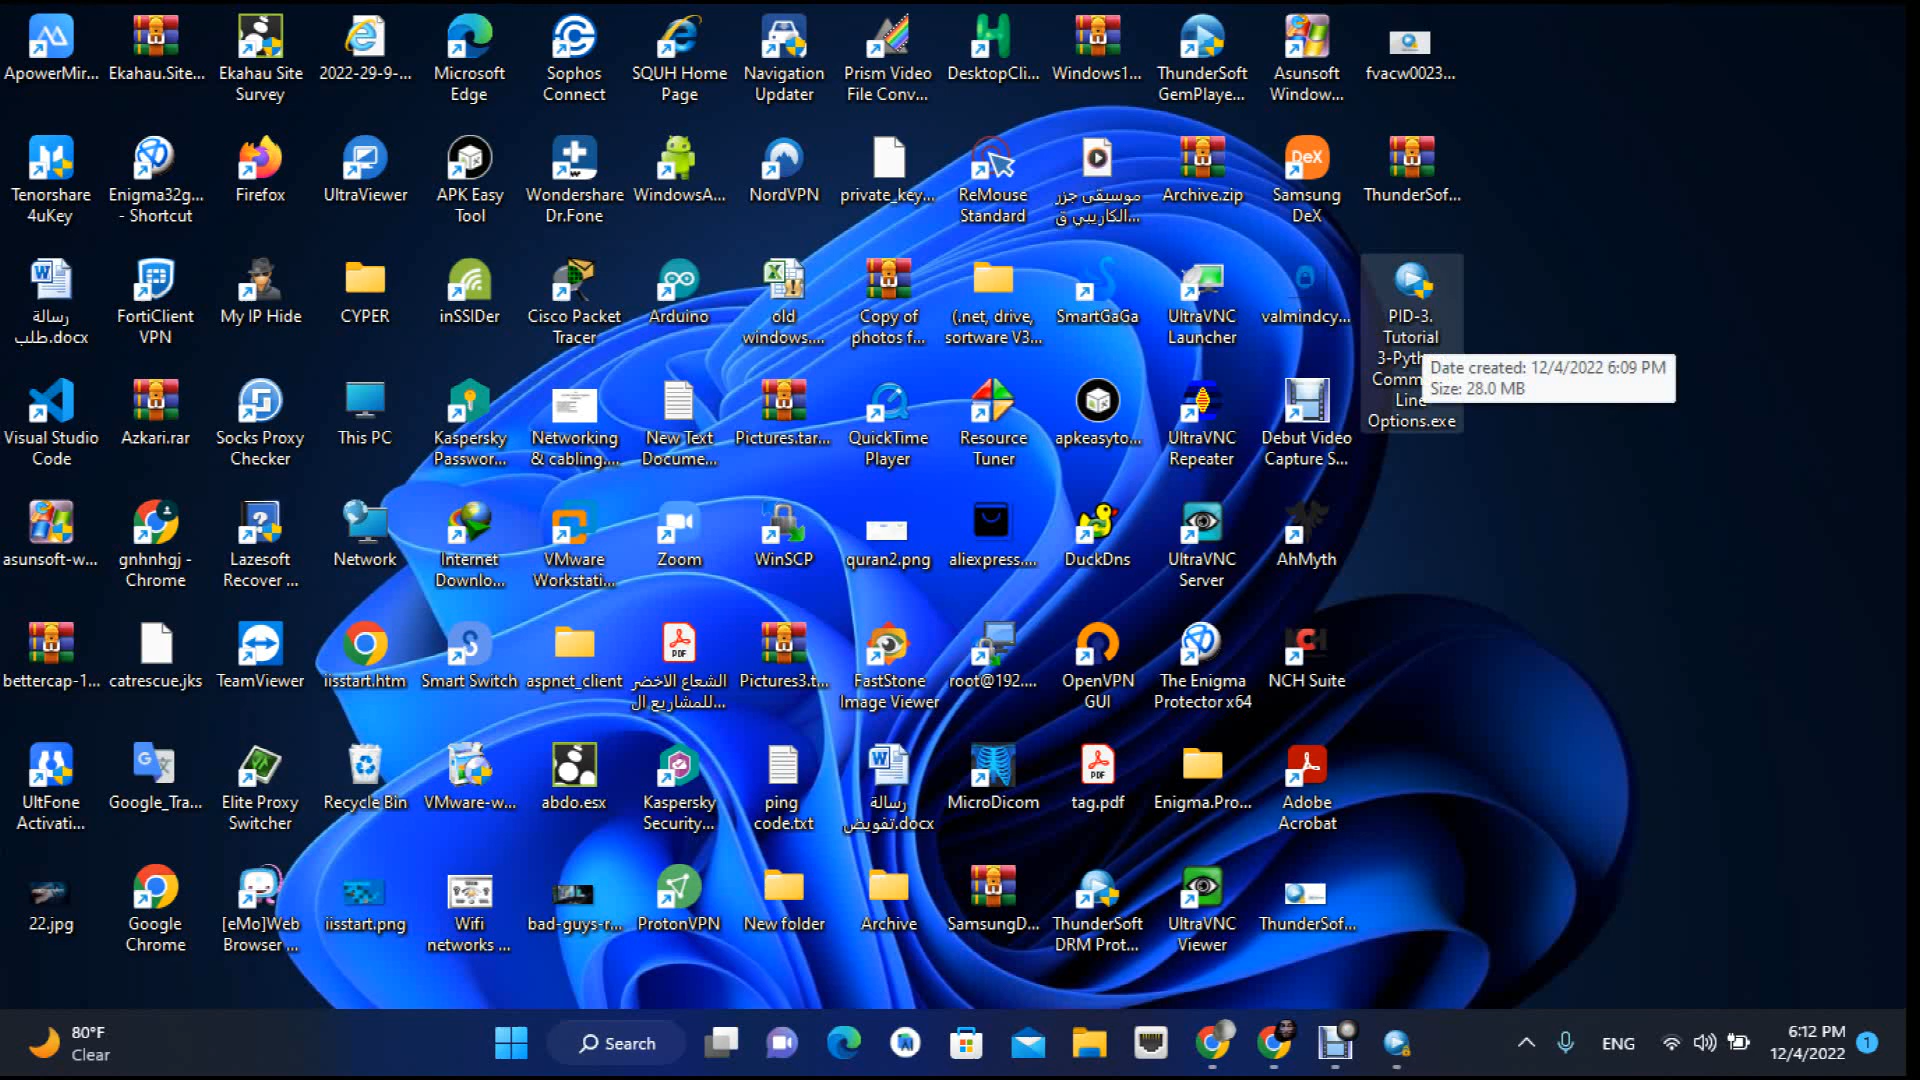 ApowerMir...
Ekahau.Site...
Ekahau Site
Survey
2022-29-9-...
Microsoft
Edge
Sophos
Connect
SQUH Home
Page
Navigation
Updater
Prism Video
File Conv...
DesktopCli...
Windows1...
ThunderSoft
GemPlaye...
Asunsoft
Window...
fvacw0023...
Tenorshare
4uKey
Enigma32g...
- Shortcut
Firefox
UltraViewer
APK Easy
Tool
Wondershare
Dr.Fone
WindowsA...
NordVPN
private_key...
ReMouse
Standard
موسيقى جزر
الكاريبي ق...
Archive.zip
DeX
Samsung
DeX
ThunderSof...
رسالة
طلب.docx
FortiClient
VPN
My IP Hide
CYPER
inSSIDer
Cisco Packet
Tracer
Arduino
old
windows....
Copy of
photos f...
(.net, drive,
sortware V3...
SmartGaGa
UltraVNC
Launcher
valmindcy...
PID-3.
Tutorial
3-Pyth
Comm
Line
Options.exe
Date created: 12/4/2022 6:09 PM
Size: 28.0 MB
Visual Studio
Code
Azkari.rar
Socks Proxy
Checker
This PC
Kaspersky
Passwor...
Networking
& cabling....
New Text
Docume...
Pictures.tar...
QuickTime
Player
Resource
Tuner
apkeasyto...
UltraVNC
Repeater
Debut Video
Capture S...
asunsoft-w...
gnhnhgj -
Chrome
Lazesoft
Recover ...
Network
Internet
Downlo...
VMware
Workstati...
Zoom
WinSCP
quran2.png
aliexpress....
DuckDns
UltraVNC
Server
AhMyth
bettercap-1...
catrescue.jks
TeamViewer
iisstart.htm
Smart Switch
aspnet_client
PDF
الشعاع الاخضر
للمشاريع ال...
Pictures3.t...
FastStone
Image Viewer
root@192....
OpenVPN
GUI
The Enigma
Protector x64
NCH
NCH Suite
UltFone
Activati...
Google_Tra...
Elite Proxy
Switcher
Recycle Bin
VMware-w...
abdo.esx
Kaspersky
Security...
ping
code.txt
رسالة
تفويض.docx
MicroDicom
PDF
tag.pdf
Enigma.Pro...
Adobe
Acrobat
22.jpg
Google
Chrome
[eMo]Web
Browser ...
iisstart.png
Wifi
networks ...
bad-guys-r...
ProtonVPN
New folder
Archive
SamsungD...
ThunderSoft
DRM Prot...
UltraVNC
Viewer
ThunderSof...
80°F
Clear
Search
ENG
6:12 PM
12/4/2022
1